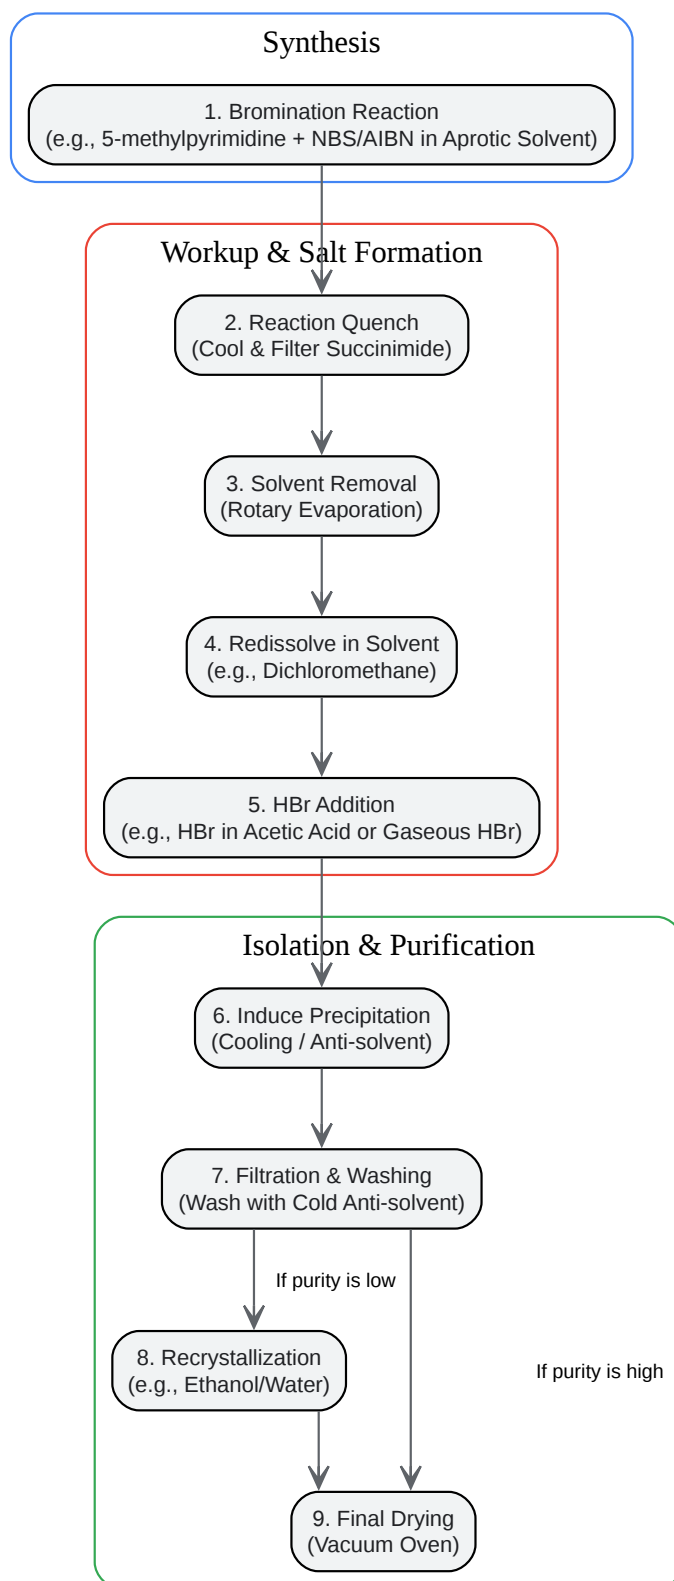 Synthesis
1. Bromination Reaction
(e.g., 5-methylpyrimidine + NBS/AIBN in Aprotic Solvent)
Workup & Salt Formation
2. Reaction Quench
(Cool & Filter Succinimide)
3. Solvent Removal
(Rotary Evaporation)
4. Redissolve in Solvent
(e.g., Dichloromethane)
5. HBr Addition
(e.g., HBr in Acetic Acid or Gaseous HBr)
Isolation & Purification
6. Induce Precipitation
(Cooling / Anti-solvent)
7. Filtration & Washing
(Wash with Cold Anti-solvent)
If purity is low
8. Recrystallization
(e.g., Ethanol/Water)
If purity is high
9. Final Drying
(Vacuum Oven)